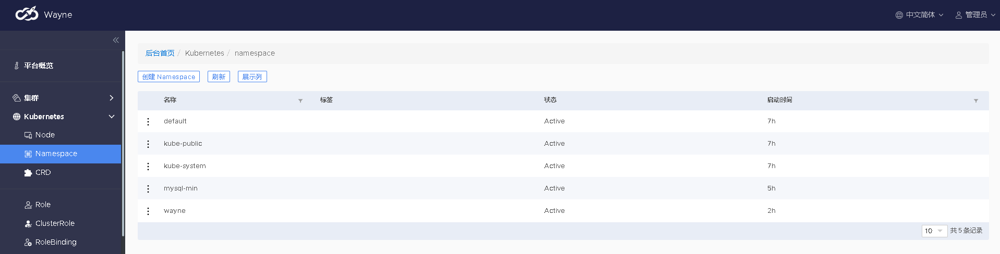 Wayne
中文简体
管理员
平台概览
集群
Kubernetes
Node
Namespace
CRD
Role
ClusterRole
RoleBinding
后台首页 / Kubernetes / namespace
创建 Namespace 刷新 展示列
名称 标签 状态 启动时间
default Active 7h
kube-public Active 7h
kube-system Active 7h
mysql-min Active 5h
wayne Active 2h
10 共 5 条记录